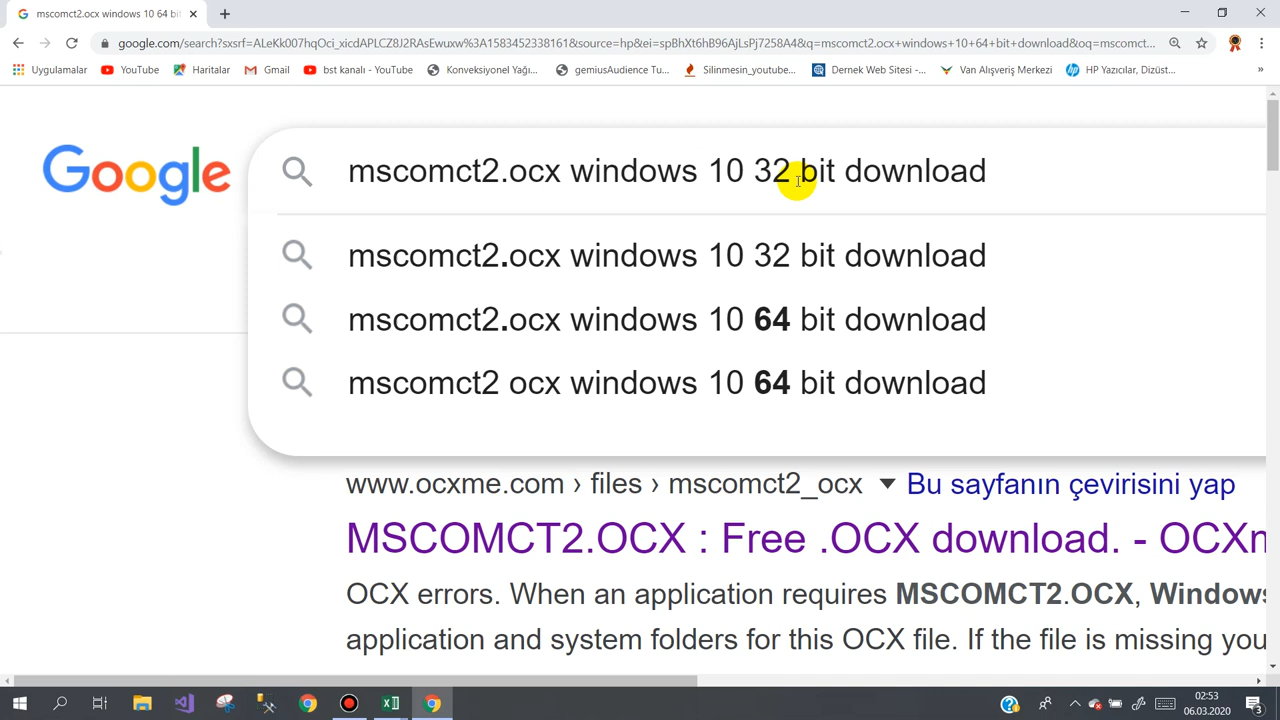 mscomct2.ocx windows 10 64 bit
google.com/search?sxsrf=ALeKk007hqOci_xicdAPLCZ8J2RAsEwuxw%3A1583452338161&source=hp&ei=spBhXt6hB96AjLsPj7258A4&q=mscomct2.ocx+windows+10+64+bit+download&oq=mscomct...
Uygulamalar YouTube Haritalar Gmail bst kanalı - YouTube Konveksiyonel Yağı... gemiusAudience Tu... Silinmesin_youtube... Dernek Web Sitesi -... Van Alışveriş Merkezi HP Yazıcılar, Dizüst... »
Google
mscomct2.ocx windows 10 32 bit download
mscomct2.ocx windows 10 32 bit download
mscomct2.ocx windows 10 64 bit download
mscomct2 ocx windows 10 64 bit download
www.ocxme.com › files › mscomct2_ocx ▼ Bu sayfanın çevirisini yap
MSCOMCT2.OCX : Free .OCX download. - OCXm
OCX errors. When an application requires MSCOMCT2.OCX, Windows
application and system folders for this OCX file. If the file is missing you
02:53
06.03.2020
3